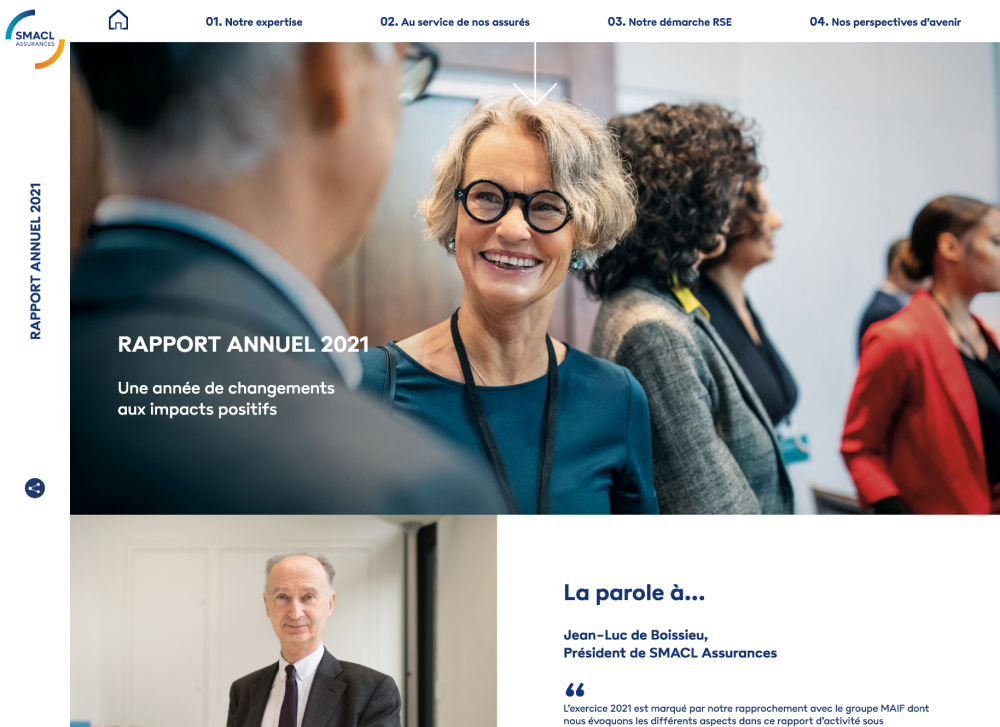 SMACL
ASSURANCES
01. Notre expertise
02. Au service de nos assurés
03. Notre démarche RSE
04. Nos perspectives d'avenir
RAPPORT ANNUEL 2021
RAPPORT ANNUEL 2021
Une année de changements
aux impacts positifs
La parole à...
Jean-Luc de Boissieu,
Président de SMACL Assurances
“
L'exercice 2021 est marqué par notre rapprochement avec le groupe MAIF dont
nous évoquons les différents aspects dans ce rapport d'activité sous